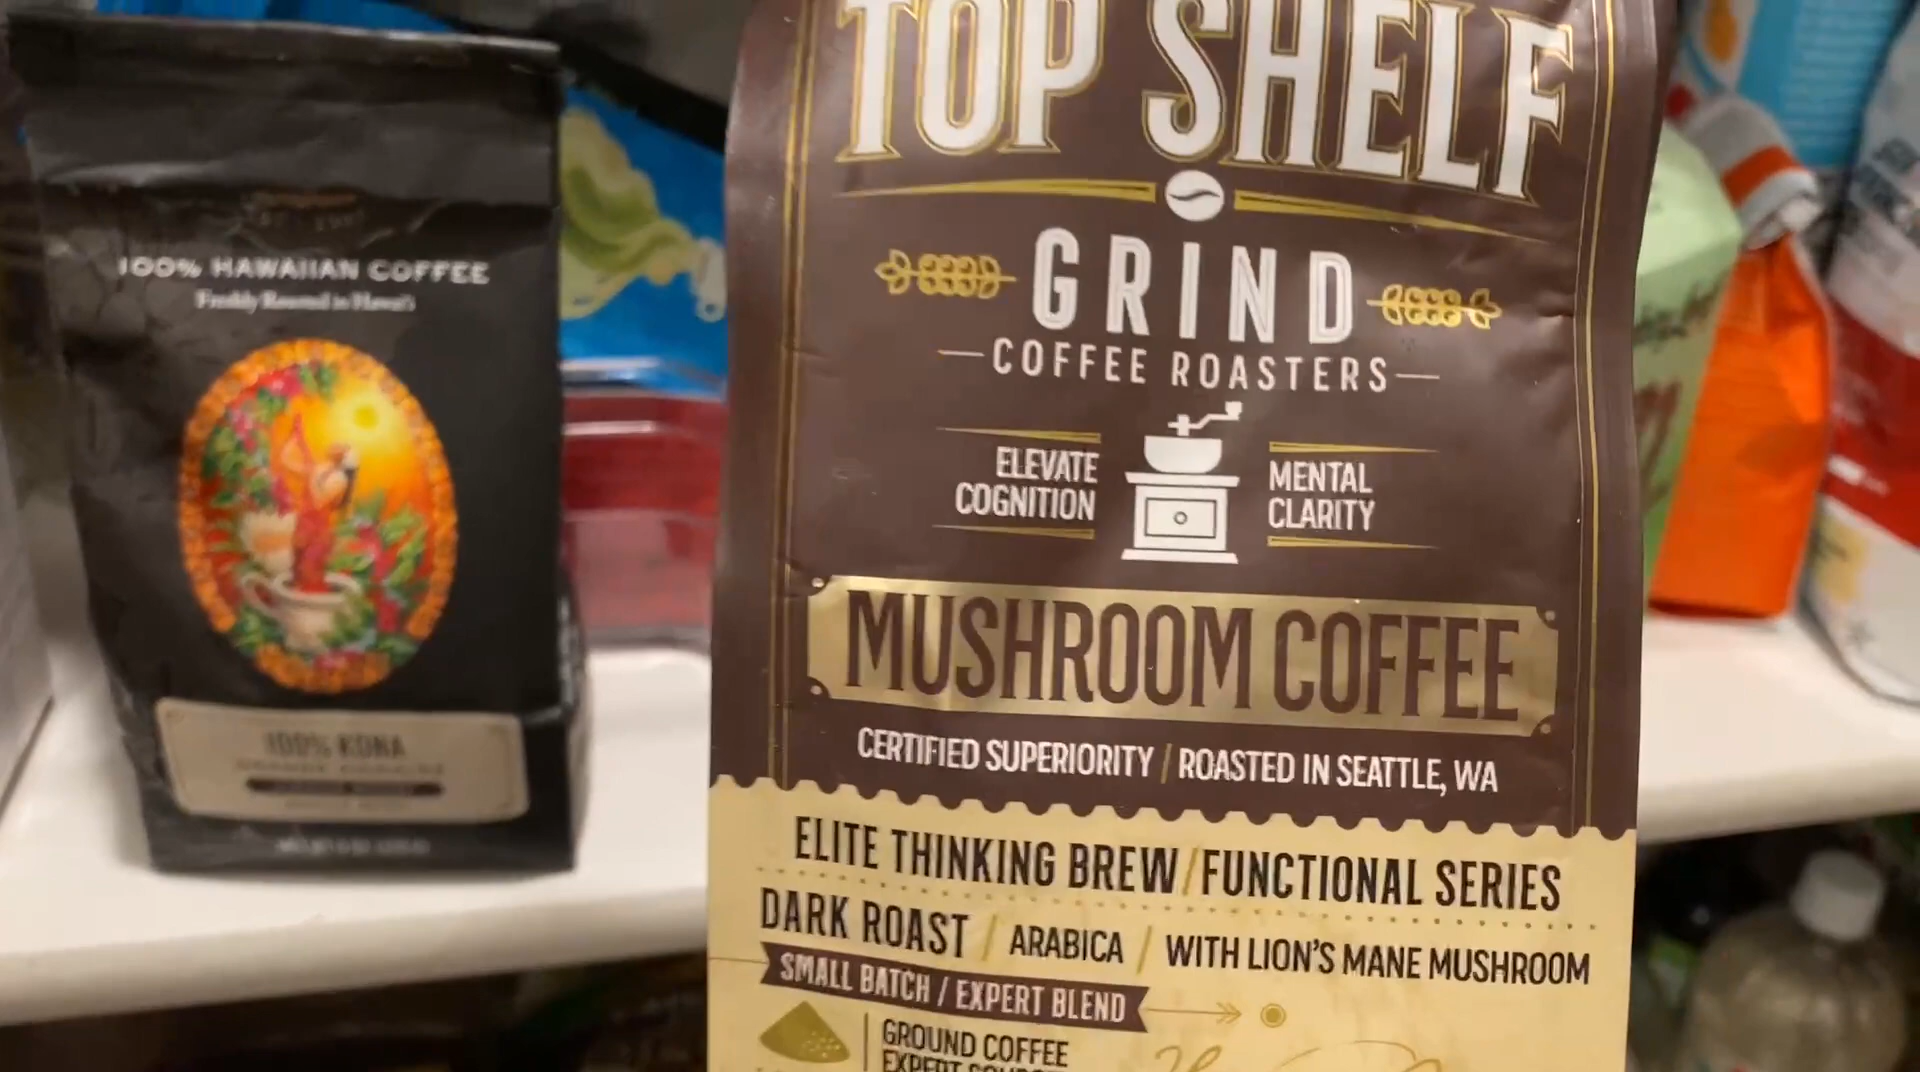 100% HAWAIIAN COFFEE
Freshly Roasted in Hawai'i
100% KONA
TOP SHELF
GRIND
COFFEE ROASTERS
ELEVATE
COGNITION
MENTAL
CLARITY
MUSHROOM COFFEE
CERTIFIED SUPERIORITY / ROASTED IN SEATTLE, WA
ELITE THINKING BREW / FUNCTIONAL SERIES
DARK ROAST / ARABICA / WITH LION'S MANE MUSHROOM
SMALL BATCH / EXPERT BLEND
GROUND COFFEE
EXPERT